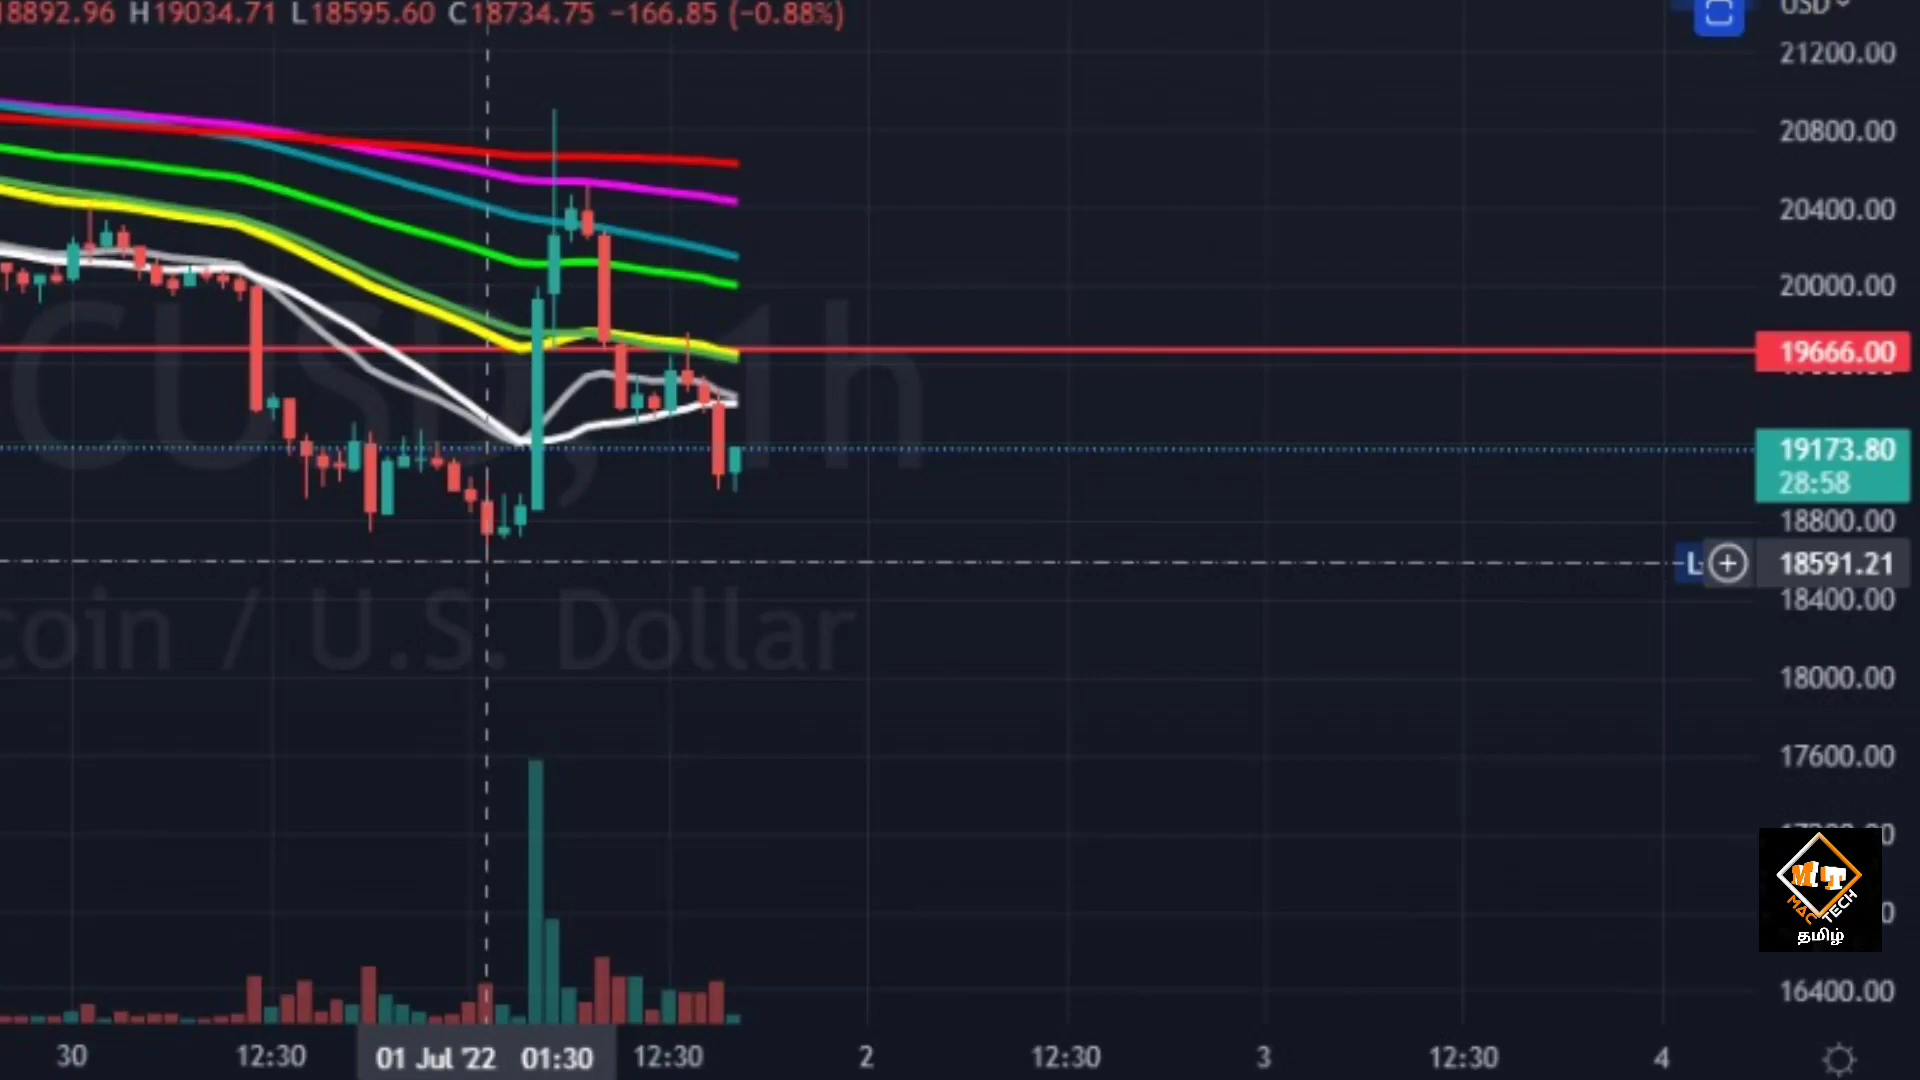 18892.96 H19034.71 L18595.60 C18734.75 −166.85 (−0.88%)
USD
21200.00
20800.00
20400.00
20000.00
19666.00
19173.80
28:58
18800.00
L
18591.21
18400.00
CUSD, 1h
coin / U.S. Dollar
18000.00
17600.00
MT
MAC TECH
தமிழ்
16400.00
30 12:30 01 Jul '22 01:30 12:30 2 12:30 3 12:30 4